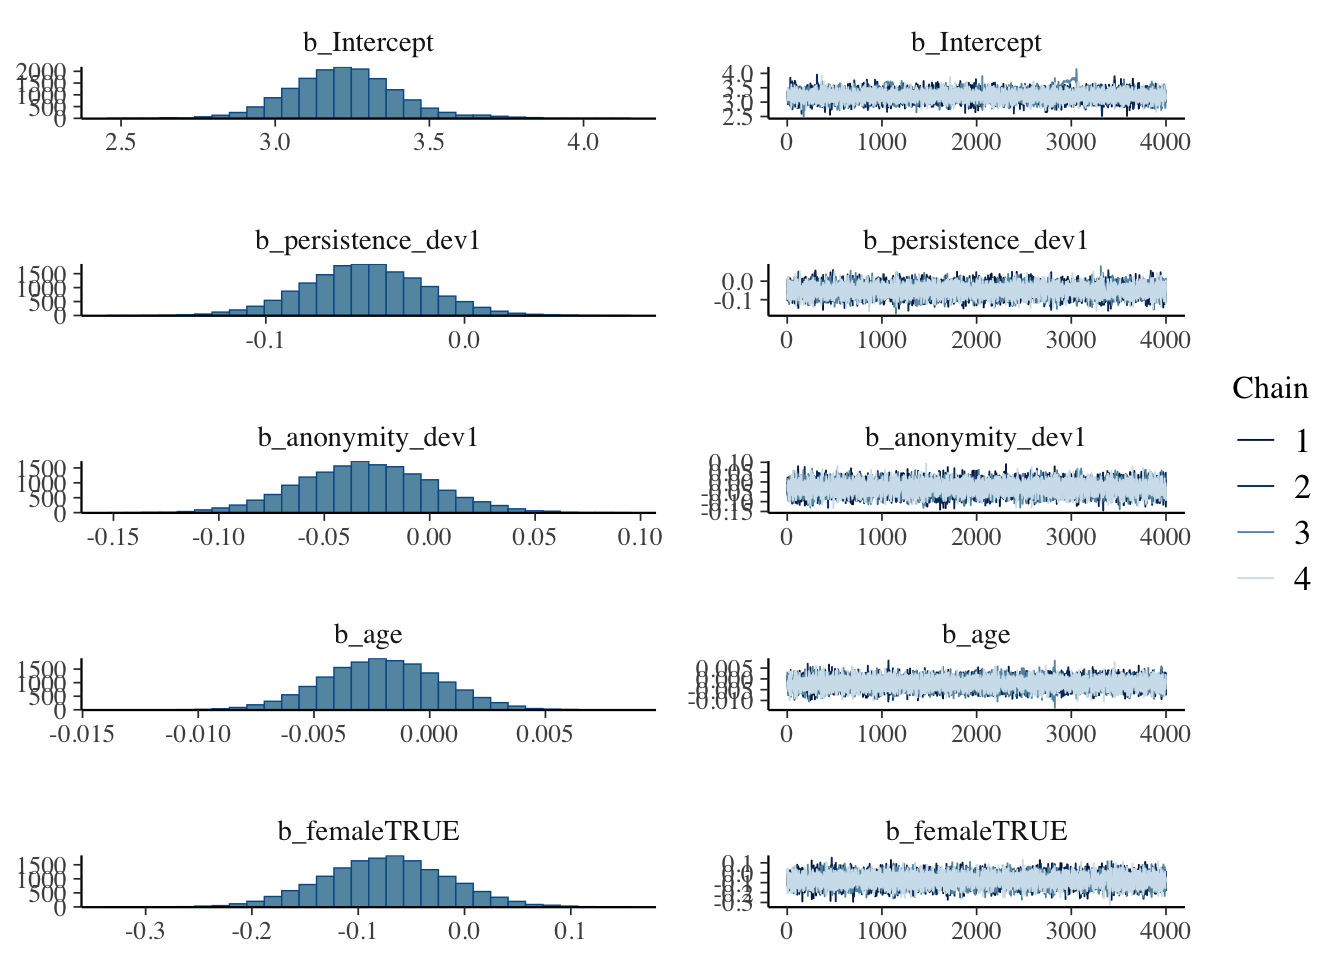 b_Intercept
2000
1500
1000
500
0
2.5 3.0 3.5 4.0
b_Intercept
4.0
3.5
3.0
2.5
0 1000 2000 3000 4000
b_persistence_dev1
1500
1000
500
0
-0.1 0.0
b_persistence_dev1
0.0
-0.1
0 1000 2000 3000 4000
b_anonymity_dev1
1500
1000
500
0
-0.15 -0.10 -0.05 0.00 0.05 0.10
b_anonymity_dev1
0.10
0.05
0.00
-0.05
-0.10
-0.15
0 1000 2000 3000 4000
b_age
1500
1000
500
0
-0.015 -0.010 -0.005 0.000 0.005
b_age
0.005
0.000
-0.005
-0.010
0 1000 2000 3000 4000
b_femaleTRUE
1500
1000
500
0
-0.3 -0.2 -0.1 0.0 0.1
b_femaleTRUE
0.1
0.0
-0.1
-0.2
-0.3
0 1000 2000 3000 4000
Chain
1
2
3
4